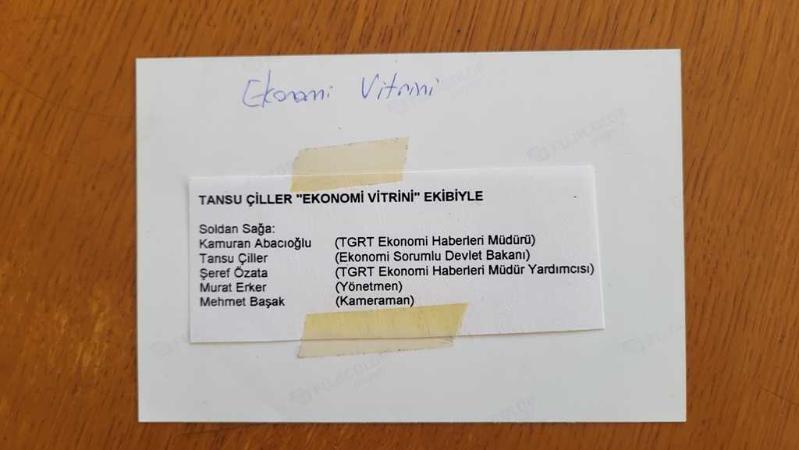 Ekonomi Vitrini
TANSU ÇİLLER "EKONOMİ VİTRİNİ" EKİBİYLE
Soldan Sağa:
Kamuran Abacıoğlu (TGRT Ekonomi Haberleri Müdürü)
Tansu Çiller (Ekonomi Sorumlu Devlet Bakanı)
Şeref Özata (TGRT Ekonomi Haberleri Müdür Yardımcısı)
Murat Erker (Yönetmen)
Mehmet Başak (Kameraman)